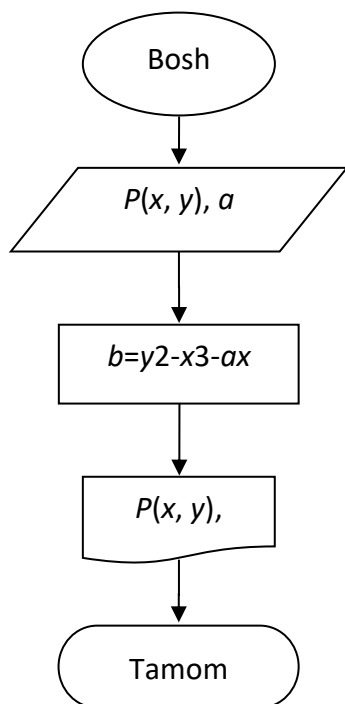 Bosh
P(x, y), a
b=y2-x3-ax
P(x, y),
Tamom